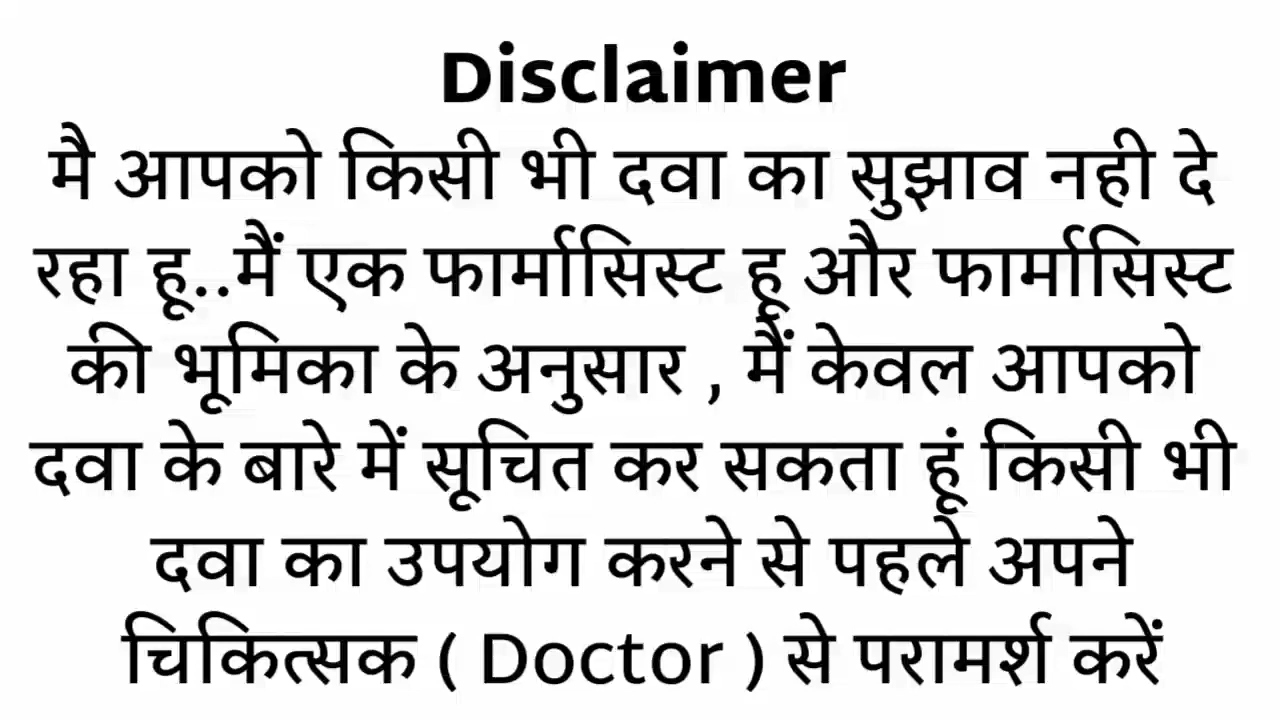 Disclaimer
मै आपको किसी भी दवा का सुझाव नही दे
रहा हू..मैं एक फार्मासिस्ट हू और फार्मासिस्ट
की भूमिका के अनुसार , मैं केवल आपको
दवा के बारे में सूचित कर सकता हूं किसी भी
दवा का उपयोग करने से पहले अपने
चिकित्सक ( Doctor ) से परामर्श करें